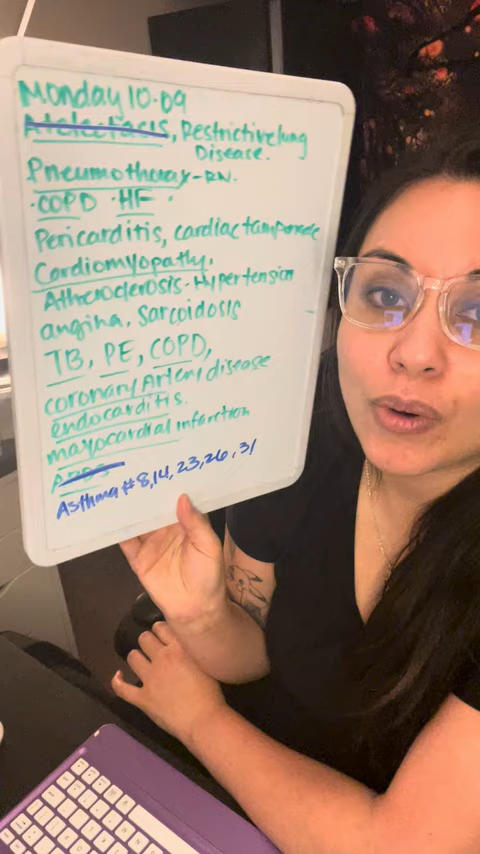 Monday 10.09
Atelectasis, Restrictive lung
Disease.
Pneumothorax-RN.
·COPD ·HF ·
Pericarditis, cardiac tamponade
Cardiomyopathy,
Atherosclerosis·Hypertension
angina, Sarcoidosis
TB, PE, COPD,
coronary Artery disease
endocarditis.
mayocardial infarction
ARDS
Asthma #8,14,23,26,31